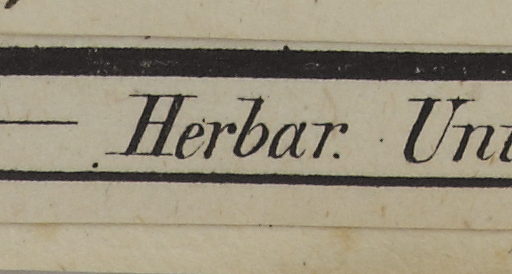 — Herbar. Uni